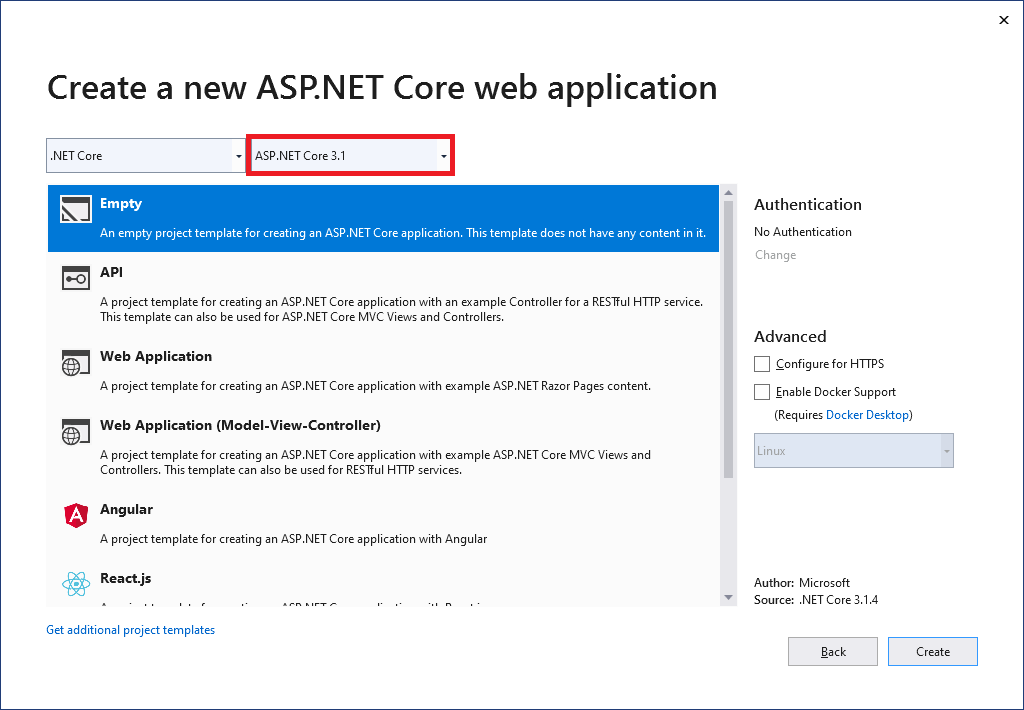 Create a new ASP.NET Core web application
.NET Core
ASP.NET Core 3.1
Empty
An empty project template for creating an ASP.NET Core application. This template does not have any content in it.
API
A project template for creating an ASP.NET Core application with an example Controller for a RESTful HTTP service.
This template can also be used for ASP.NET Core MVC Views and Controllers.
Web Application
A project template for creating an ASP.NET Core application with example ASP.NET Razor Pages content.
Web Application (Model-View-Controller)
A project template for creating an ASP.NET Core application with example ASP.NET Core MVC Views and
Controllers. This template can also be used for RESTful HTTP services.
Angular
A project template for creating an ASP.NET Core application with Angular
React.js
Get additional project templates
Authentication
No Authentication
Change
Advanced
Configure for HTTPS
Enable Docker Support
(Requires Docker Desktop)
Linux
Author: Microsoft
Source: .NET Core 3.1.4
Back
Create